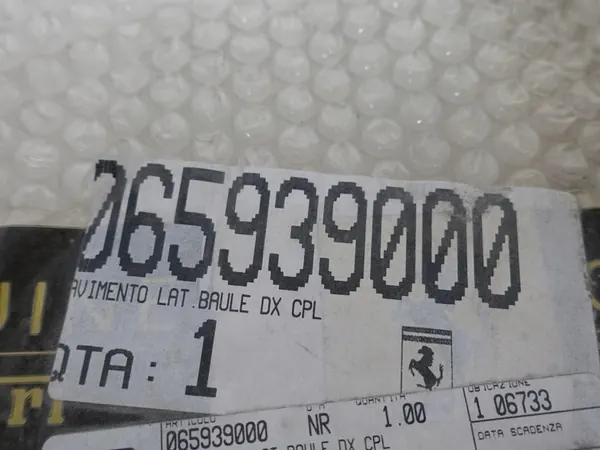 065939000
AVIMENTO LAT.BAULE DX CPL
QTA: 1
ARTICOLO
065939000
NR
QUANTITA'
1.00
UBICAZIONE
1 06733
DATA SCADENZA
LAT.BAULE DX CPL